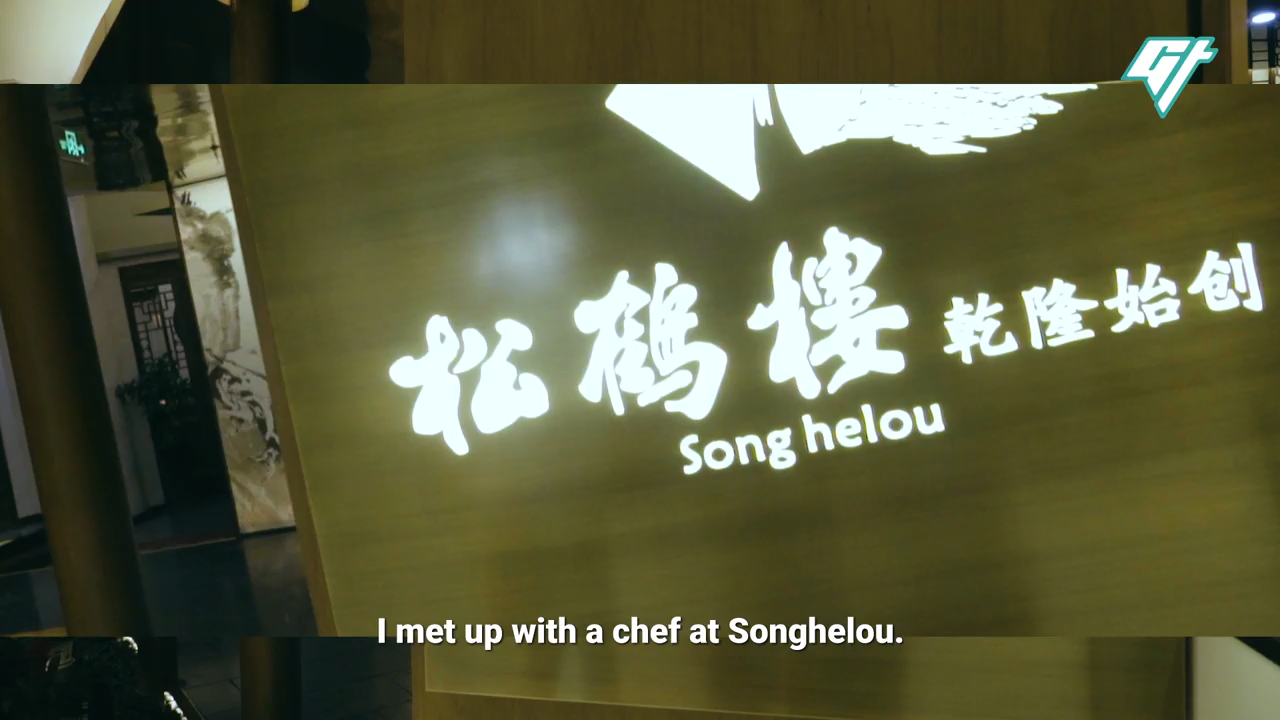 松鹤楼 乾隆始创
Song helou
I met up with a chef at Songhelou.